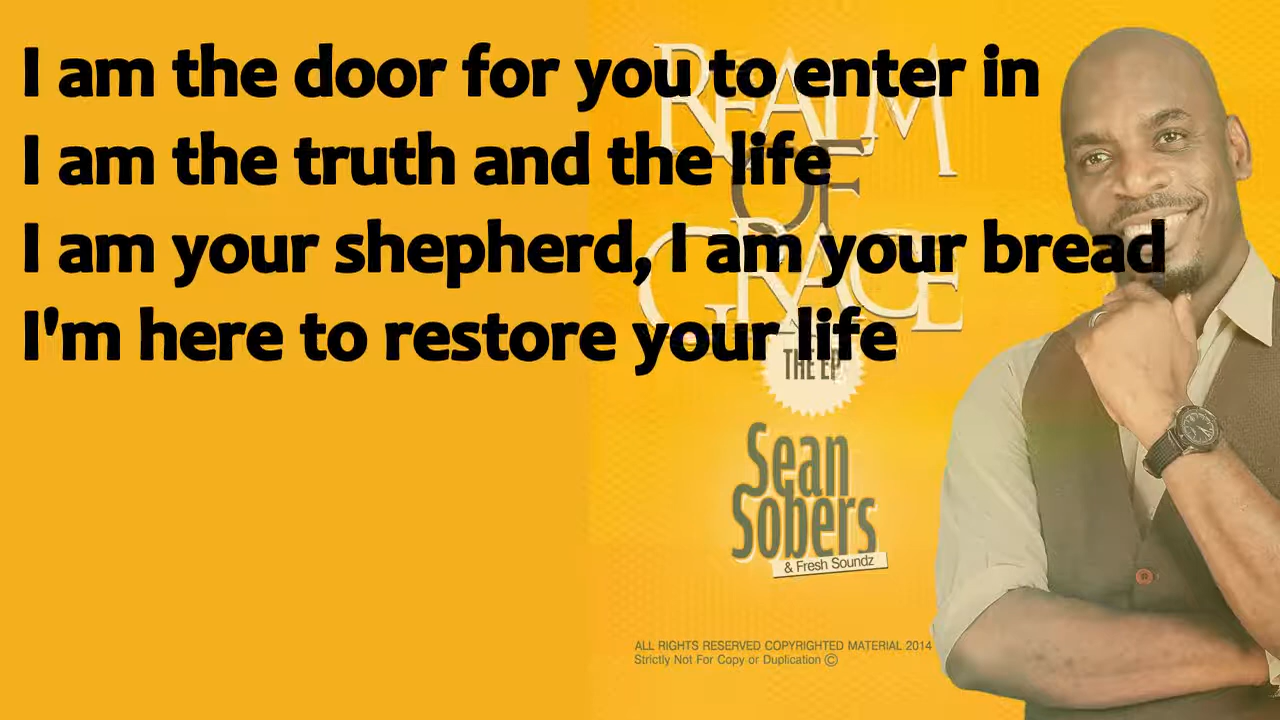 I am the door for you to enter in
I am the truth and the life
I am your shepherd, I am your bread
I'm here to restore your life
REALM
OF
GRACE
THE EP
Sean
Sobers
& Fresh Soundz
ALL RIGHTS RESERVED COPYRIGHTED MATERIAL 2014
Strictly Not For Copy or Duplication ©